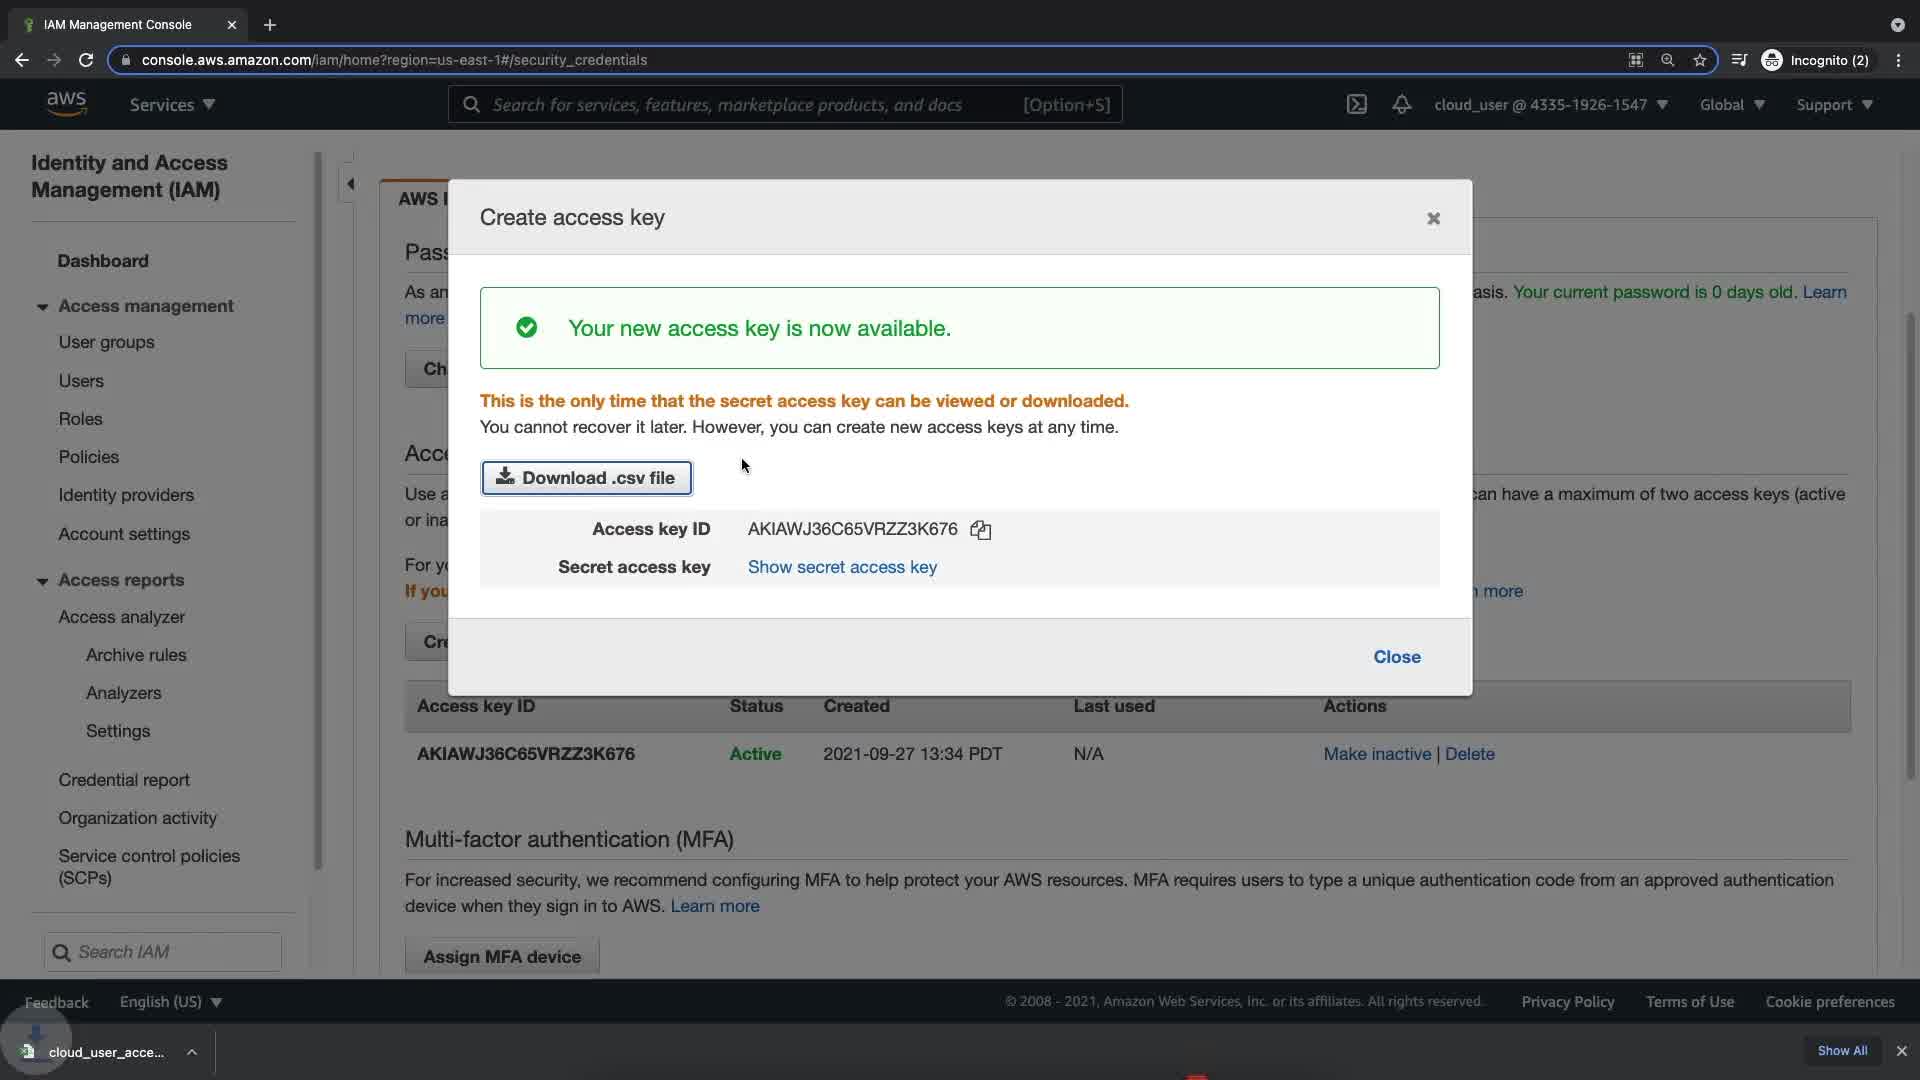 IAM Management Console
console.aws.amazon.com/iam/home?region=us-east-1#/security_credentials
Incognito (2)
aws
Services
Search for services, features, marketplace products, and docs
[Option+S]
cloud_user @ 4335-1926-1547
Global
Support
Identity and Access
Management (IAM)
Dashboard
Access management
User groups
Users
Roles
Policies
Identity providers
Account settings
Access reports
Access analyzer
Archive rules
Analyzers
Settings
Credential report
Organization activity
Service control policies
(SCPs)
Search IAM
AWS I
Pass
As an
asis. Your current password is 0 days old. Learn
more
Ch
Acce
Use a
can have a maximum of two access keys (active
or ina
For yo
If you
more
Cre
Create access key
Your new access key is now available.
This is the only time that the secret access key can be viewed or downloaded.
You cannot recover it later. However, you can create new access keys at any time.
Download .csv file
Access key ID AKIAWJ36C65VRZZ3K676
Secret access key Show secret access key
Close
Access key ID Status Created Last used Actions
AKIAWJ36C65VRZZ3K676 Active 2021-09-27 13:34 PDT N/A Make inactive | Delete
Multi-factor authentication (MFA)
For increased security, we recommend configuring MFA to help protect your AWS resources. MFA requires users to type a unique authentication code from an approved authentication
device when they sign in to AWS. Learn more
Assign MFA device
Feedback
English (US)
© 2008 - 2021, Amazon Web Services, Inc. or its affiliates. All rights reserved.
Privacy Policy
Terms of Use
Cookie preferences
cloud_user_acce...
Show All